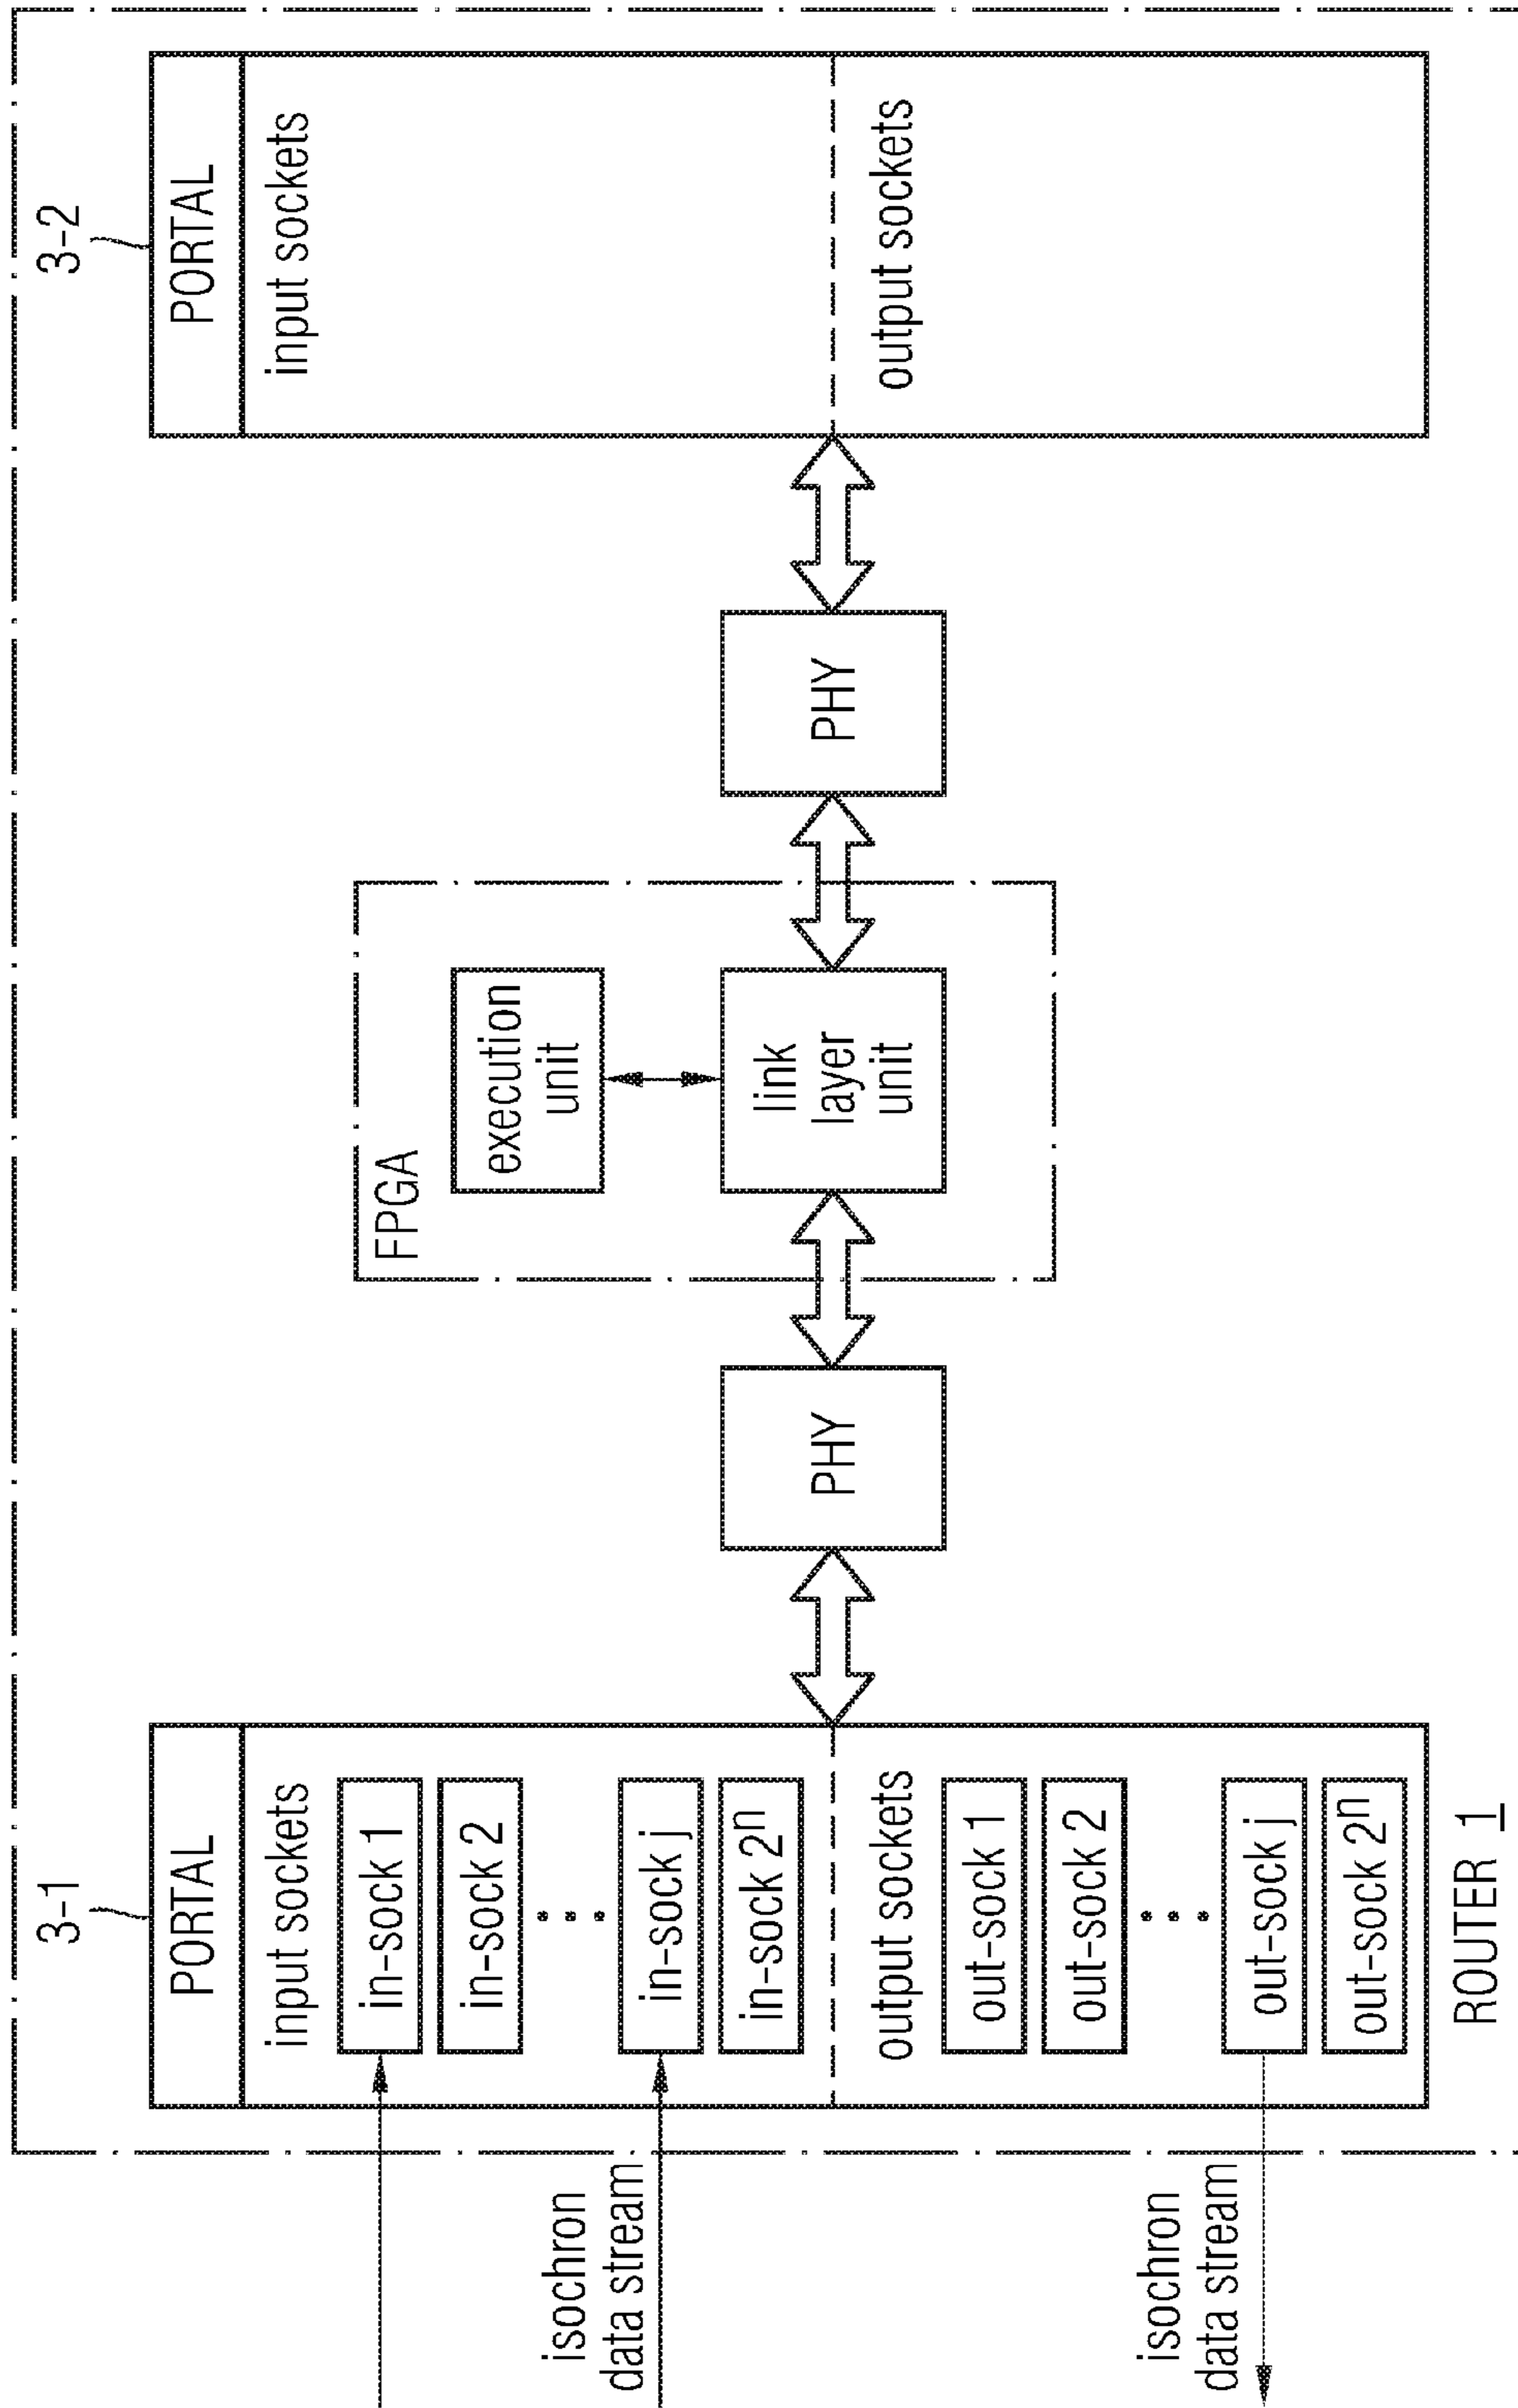 3-1
PORTAL
input sockets
in-sock 1
in-sock 2
in-sock j
in-sock 2ⁿ
output sockets
out-sock 1
out-sock 2
out-sock j
out-sock 2ⁿ
isochron
data stream
isochron
data stream
PHY
FPGA
execution
unit
link
layer
unit
PHY
3-2
PORTAL
input sockets
output sockets
ROUTER 1